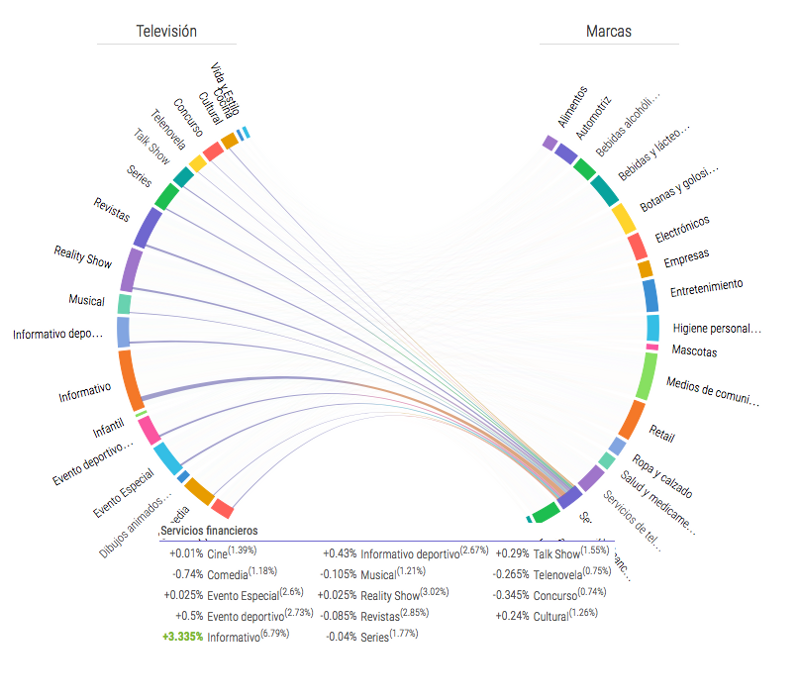 Televisión
Marcas
Vida y Estilo
Cocina
Cultural
Concurso
Telenovela
Talk Show
Series
Revistas
Reality Show
Musical
Informativo depo...
Informativo
Infantil
Evento deportivo...
Evento Especial
Dibujos animados...
Alimentos
Automotriz
Bebidas alcohóli...
Bebidas y lácteo...
Botanas y golosi...
Electrónicos
Empresas
Entretenimiento
Higiene personal...
Mascotas
Medios de comuni...
Retail
Ropa y calzado
Salud y medicame...
Servicios de tel...
Servicios financieros
+0.01% Cine(1.39%) +0.43% Informativo deportivo(2.67%) +0.29% Talk Show(1.55%)
-0.74% Comedia(1.18%) -0.105% Musical(1.21%) -0.265% Telenovela(0.75%)
+0.025% Evento Especial(2.6%) +0.025% Reality Show(3.02%) -0.345% Concurso(0.74%)
+0.5% Evento deportivo(2.73%) -0.085% Revistas(2.85%) +0.24% Cultural(1.26%)
+3.335% Informativo(6.79%) -0.04% Series(1.77%)